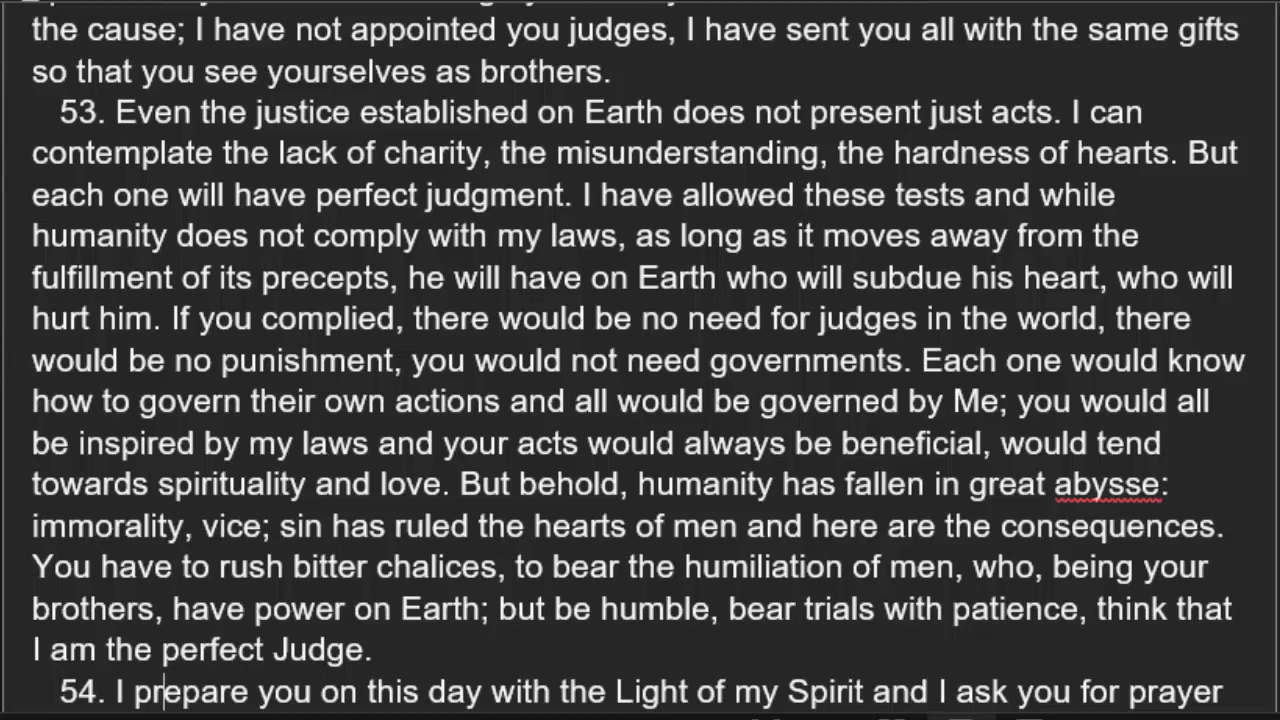 the cause; I have not appointed you judges, I have sent you all with the same gifts
so that you see yourselves as brothers.
53. Even the justice established on Earth does not present just acts. I can
contemplate the lack of charity, the misunderstanding, the hardness of hearts. But
each one will have perfect judgment. I have allowed these tests and while
humanity does not comply with my laws, as long as it moves away from the
fulfillment of its precepts, he will have on Earth who will subdue his heart, who will
hurt him. If you complied, there would be no need for judges in the world, there
would be no punishment, you would not need governments. Each one would know
how to govern their own actions and all would be governed by Me; you would all
be inspired by my laws and your acts would always be beneficial, would tend
towards spirituality and love. But behold, humanity has fallen in great abysse:
immorality, vice; sin has ruled the hearts of men and here are the consequences.
You have to rush bitter chalices, to bear the humiliation of men, who, being your
brothers, have power on Earth; but be humble, bear trials with patience, think that
I am the perfect Judge.
54. I prepare you on this day with the Light of my Spirit and I ask you for prayer